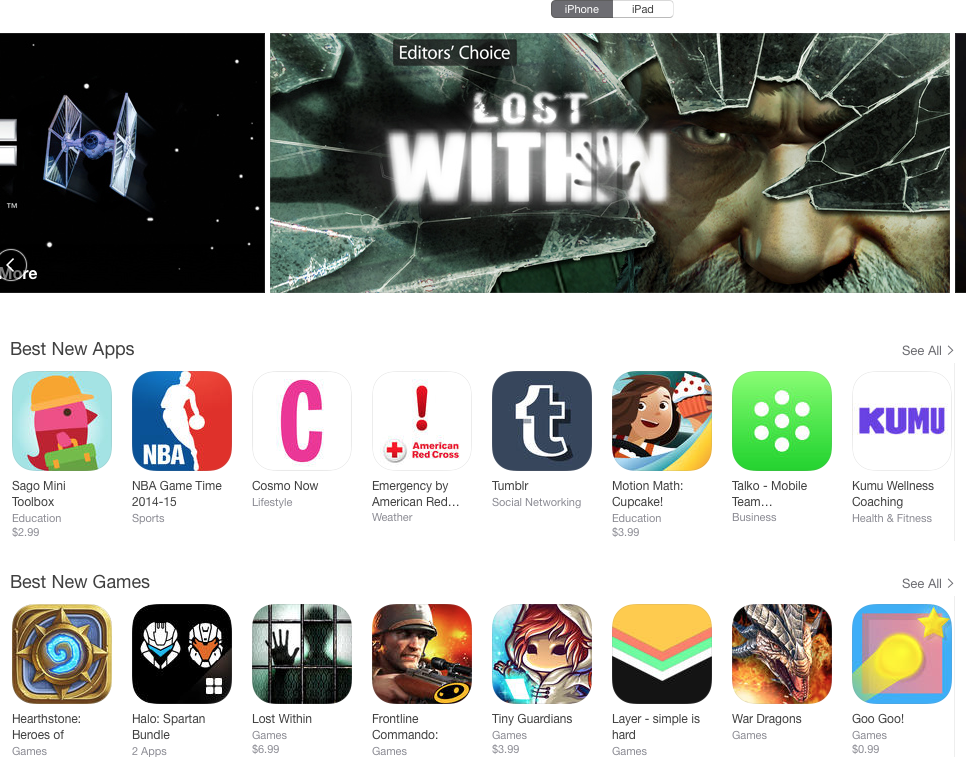 iPhone iPad
Editors' Choice
LOST
WITHIN
TM
More
Best New Apps
See All
NBA
C
!
American
Red Cross
t
KUMU
Sago Mini
Toolbox
Education
$2.99
NBA Game Time
2014-15
Sports
Cosmo Now
Lifestyle
Emergency by
American Red…
Weather
Tumblr
Social Networking
Motion Math:
Cupcake!
Education
$3.99
Talko - Mobile
Team…
Business
Kumu Wellness
Coaching
Health & Fitness
Best New Games
See All
Hearthstone:
Heroes of
Games
Halo: Spartan
Bundle
2 Apps
Lost Within
Games
$6.99
Frontline
Commando:
Games
Tiny Guardians
Games
$3.99
Layer - simple is
hard
Games
War Dragons
Games
Goo Goo!
Games
$0.99